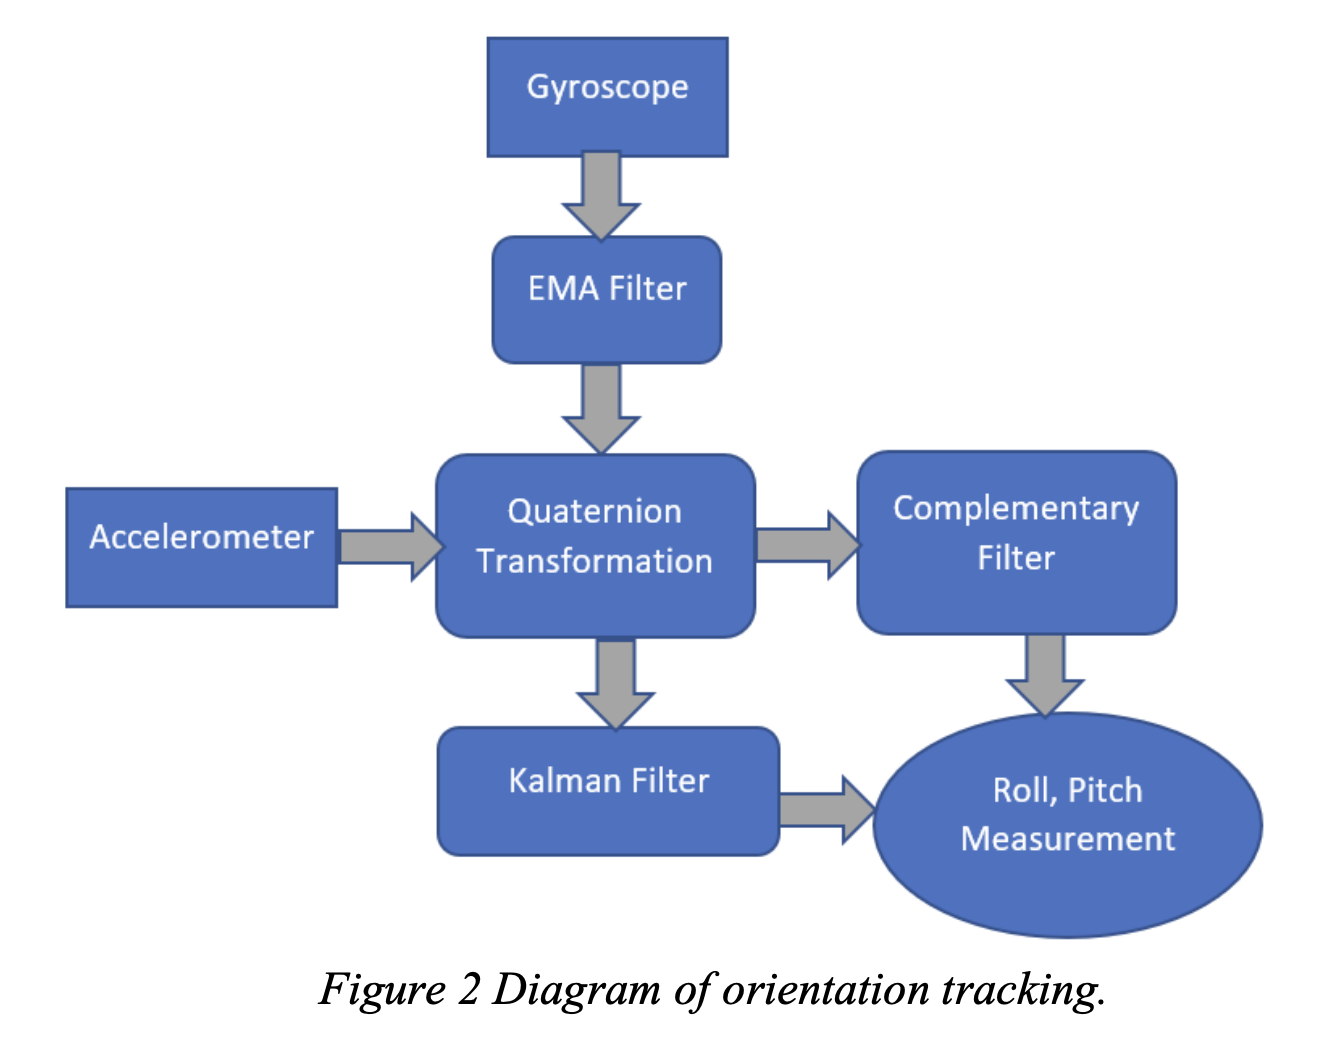 Gyroscope
EMA Filter
Accelerometer
Quaternion
Transformation
Complementary
Filter
Kalman Filter
Roll, Pitch
Measurement
Figure 2 Diagram of orientation tracking.